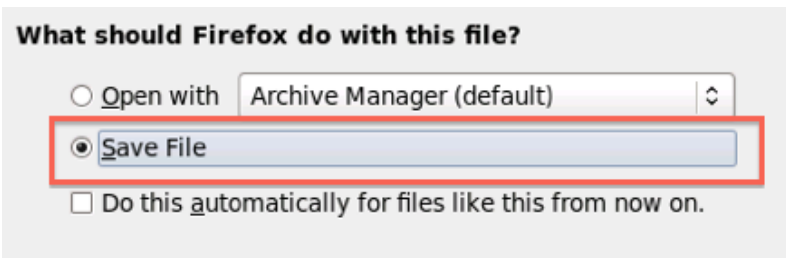 What should Firefox do with this file?
Open with Archive Manager (default)
Save File
Do this automatically for files like this from now on.